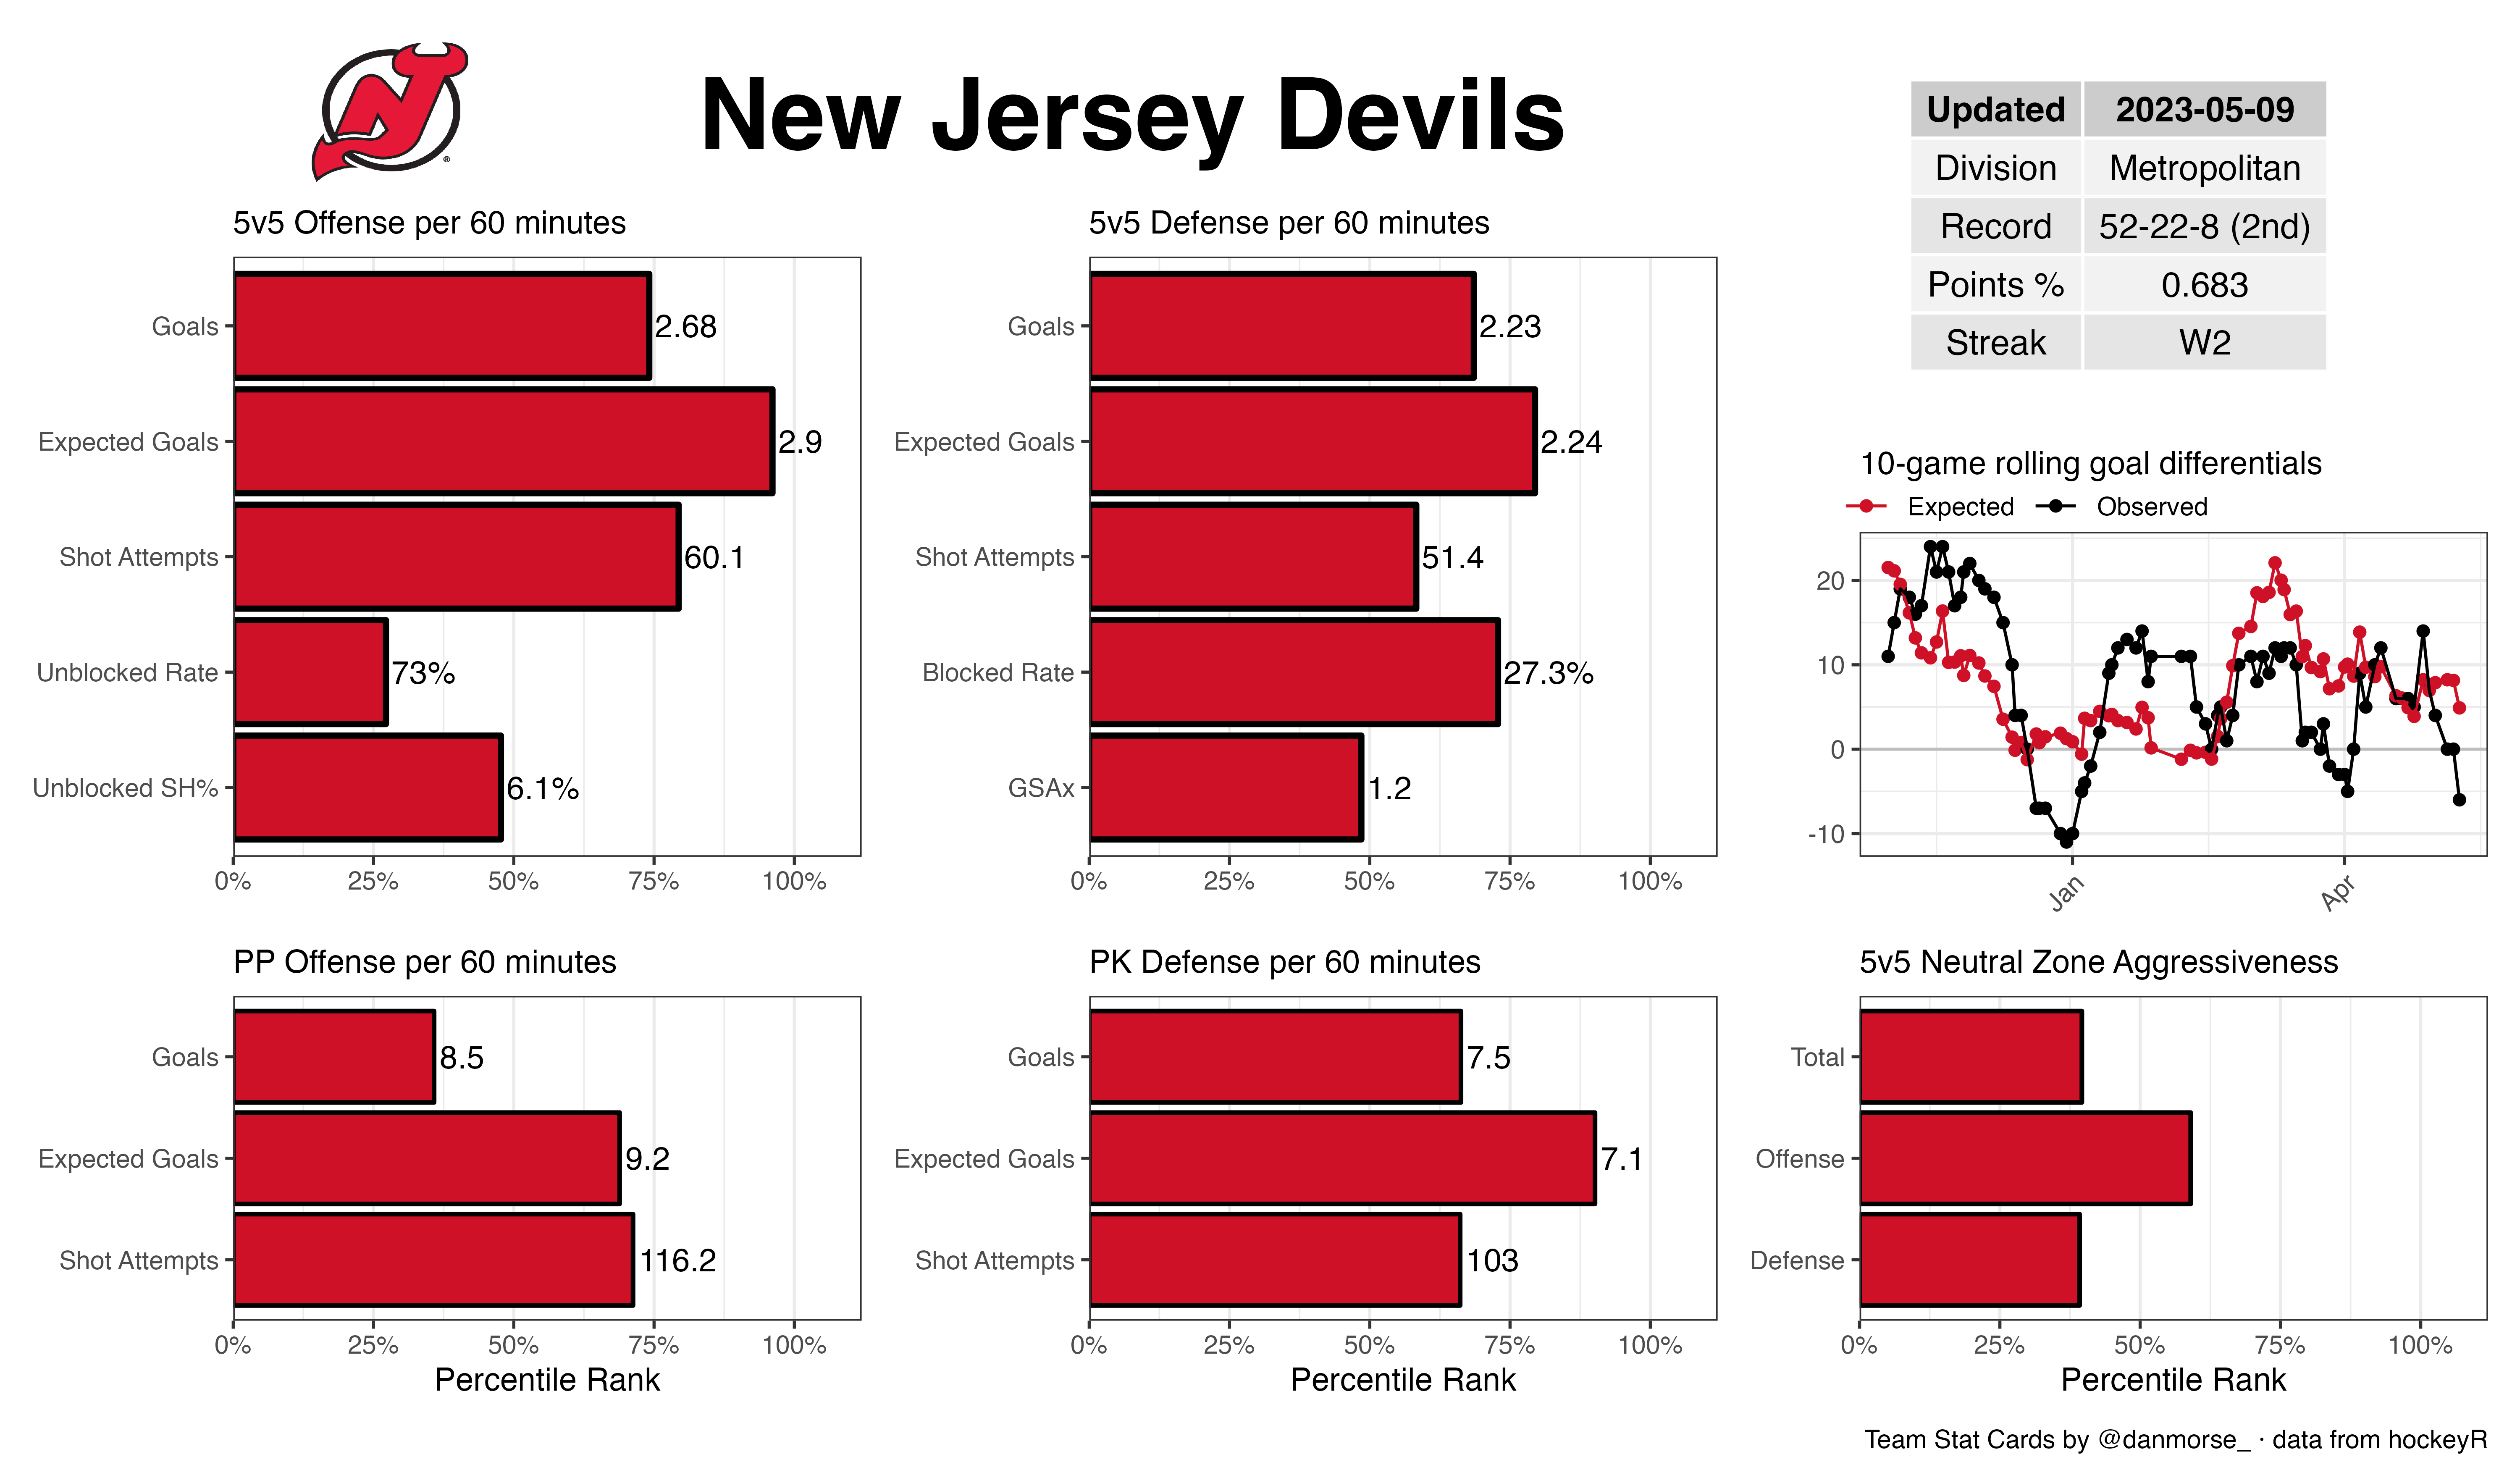 New Jersey Devils
Updated 2023-05-09
Division Metropolitan
Record 52-22-8 (2nd)
Points % 0.683
Streak W2
5v5 Offense per 60 minutes
Goals 2.68
Expected Goals 2.9
Shot Attempts 60.1
Unblocked Rate 73%
Unblocked SH% 6.1%
0% 25% 50% 75% 100%
5v5 Defense per 60 minutes
Goals 2.23
Expected Goals 2.24
Shot Attempts 51.4
Blocked Rate 27.3%
GSAx 1.2
0% 25% 50% 75% 100%
10-game rolling goal differentials
Expected Observed
20
10
0
-10
Jan Apr
PP Offense per 60 minutes
Goals 8.5
Expected Goals 9.2
Shot Attempts 116.2
0% 25% 50% 75% 100%
Percentile Rank
PK Defense per 60 minutes
Goals 7.5
Expected Goals 7.1
Shot Attempts 103
0% 25% 50% 75% 100%
Percentile Rank
5v5 Neutral Zone Aggressiveness
Total
Offense
Defense
0% 25% 50% 75% 100%
Percentile Rank
Team Stat Cards by @danmorse_ · data from hockeyR